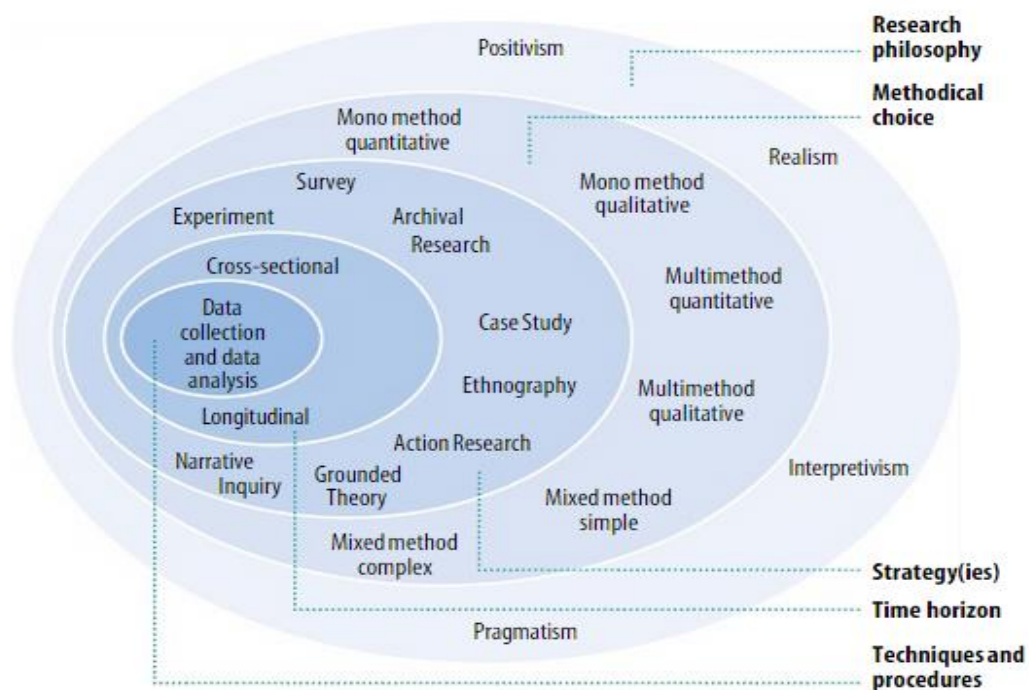 Research
philosophy
Positivism
Methodical
choice
Mono method
quantitative
Realism
Survey
Mono method
qualitative
Experiment
Archival
Research
Cross-sectional
Multimethod
quantitative
Data
collection
and data
analysis
Case Study
Ethnography
Multimethod
qualitative
Longitudinal
Action Research
Narrative
Inquiry
Grounded
Theory
Interpretivism
Mixed method
simple
Mixed method
complex
Strategy(ies)
Time horizon
Pragmatism
Techniques and
procedures